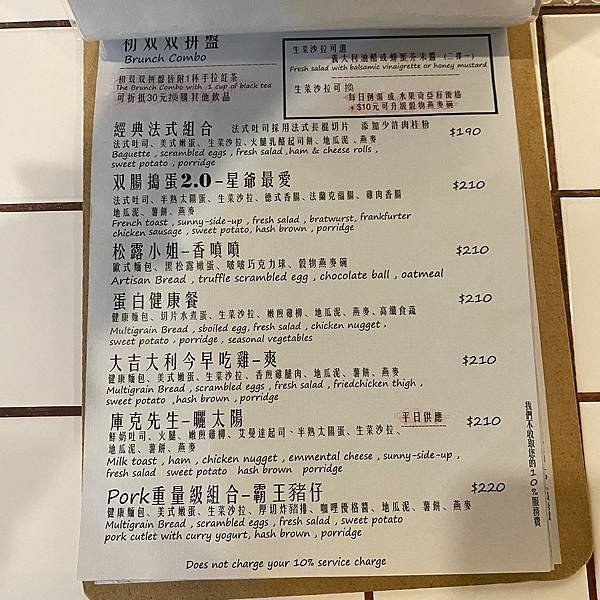 初双双拼盤
Brunch Combo
初双双拼盤皆附1杯手拉紅茶
The Brunch Combo with 1 cup of black tea
可折抵30元換購其他飲品
生菜沙拉可選
義大利油醋或蜂蜜芥末醬 (二擇一)
Fresh salad with balsamic vinaigrette or honey mustard
生菜沙拉可換
每日例湯 或 水果奇亞籽優格
+$10元可升級穀物燕麥碗
經典法式組合 法式吐司採用法式長棍切片 添加少許肉桂粉 $190
法式吐司、美式嫩蛋、生菜沙拉、火腿乳酪起司餅、地瓜泥、燕麥
Baguette , scrambled eggs , fresh salad ,ham & cheese rolls ,
sweet potato , porridge
双腸搗蛋2.0-星爺最愛 $210
法式吐司、半熟太陽蛋、生菜沙拉、德式香腸、法蘭克福腸、雞肉香腸
地瓜泥、薯餅、燕麥
French toast , sunny-side-up , fresh salad , bratwurst, frankfurter
chicken sausage , sweet potato, hash brown , porridge
松露小姐-香噴噴 $210
歐式麵包、黑松露嫩蛋、啵啵巧克力球、穀物燕麥碗
Artisan Bread , truffle scrambled egg , chocolate ball , oatmeal
蛋白健康餐 $210
健康麵包、切片水煮蛋、生菜沙拉、嫩煎雞柳、地瓜泥、燕麥、高纖食蔬
Multigrain Bread , sboiled egg, fresh salad , chicken nugget ,
sweet potato , porridge , seasonal vegetables
大吉大利今早吃雞-爽 $210
健康麵包、美式嫩蛋、生菜沙拉、香煎雞腿肉、地瓜泥、薯餅、燕麥
Multigrain Bread , scrambled eggs , fresh salad , friedchicken thigh ,
sweet potato ,hash brown , porridge
庫克先生-曬太陽 平日供應 $210
鮮奶吐司、火腿、嫩煎雞柳、艾曼達起司、半熟太陽蛋、生菜沙拉、
地瓜泥、薯餅、燕麥
Milk toast , ham , chicken nugget , emmental cheese , sunny-side-up ,
fresh salad sweet potato hash brown porridge
Pork重量級組合-霸王豬仔 $220
健康麵包、美式嫩蛋、生菜沙拉、厚切炸豬排、咖哩優格醬、地瓜泥、薯餅、燕麥
Multigrain Bread , scrambled eggs , fresh salad , sweet potato
pork cutlet with curry yogurt, hash brown , porridge
Does not charge your 10% service charge
我們不收取您的10%服務費